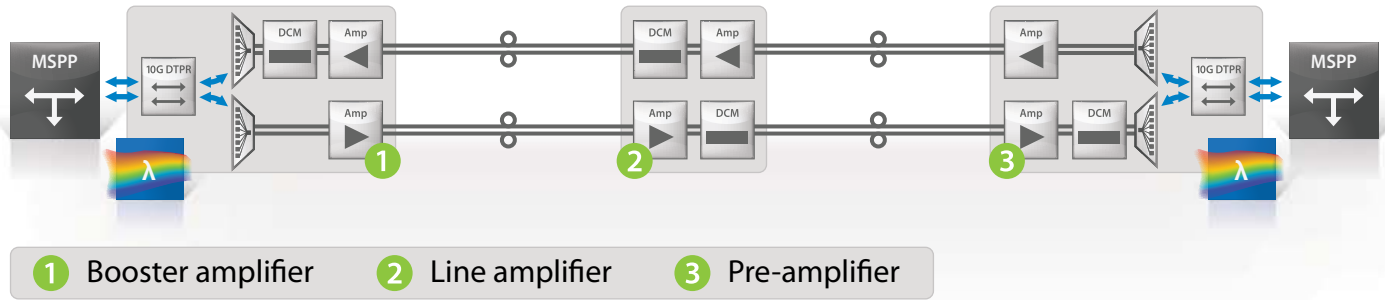 DCM Amp DCM Amp Amp
MSPP 10G DTPR 10G DTPR MSPP
Amp Amp DCM Amp DCM
1 2 3
λ λ
1 Booster amplifier 2 Line amplifier 3 Pre-amplifier